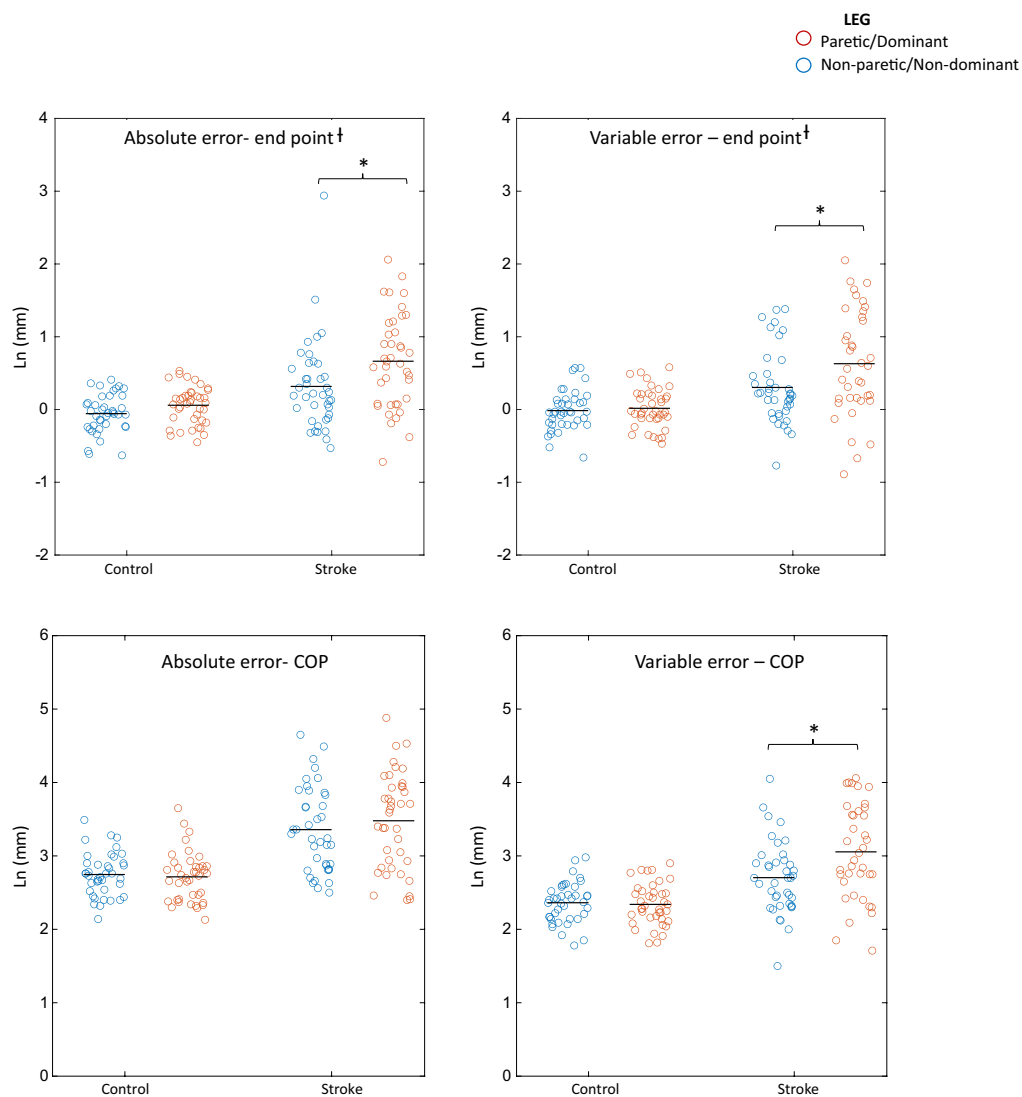 LEG
Paretic/Dominant
Non-paretic/Non-dominant
Absolute error- end point ƚ
*
Ln (mm)
4
3
2
1
0
-1
-2
Control
Stroke
Variable error – end point ƚ
*
Ln (mm)
4
3
2
1
0
-1
-2
Control
Stroke
Absolute error- COP
Ln (mm)
6
5
4
3
2
1
0
Control
Stroke
Variable error – COP
*
Ln (mm)
6
5
4
3
2
1
0
Control
Stroke